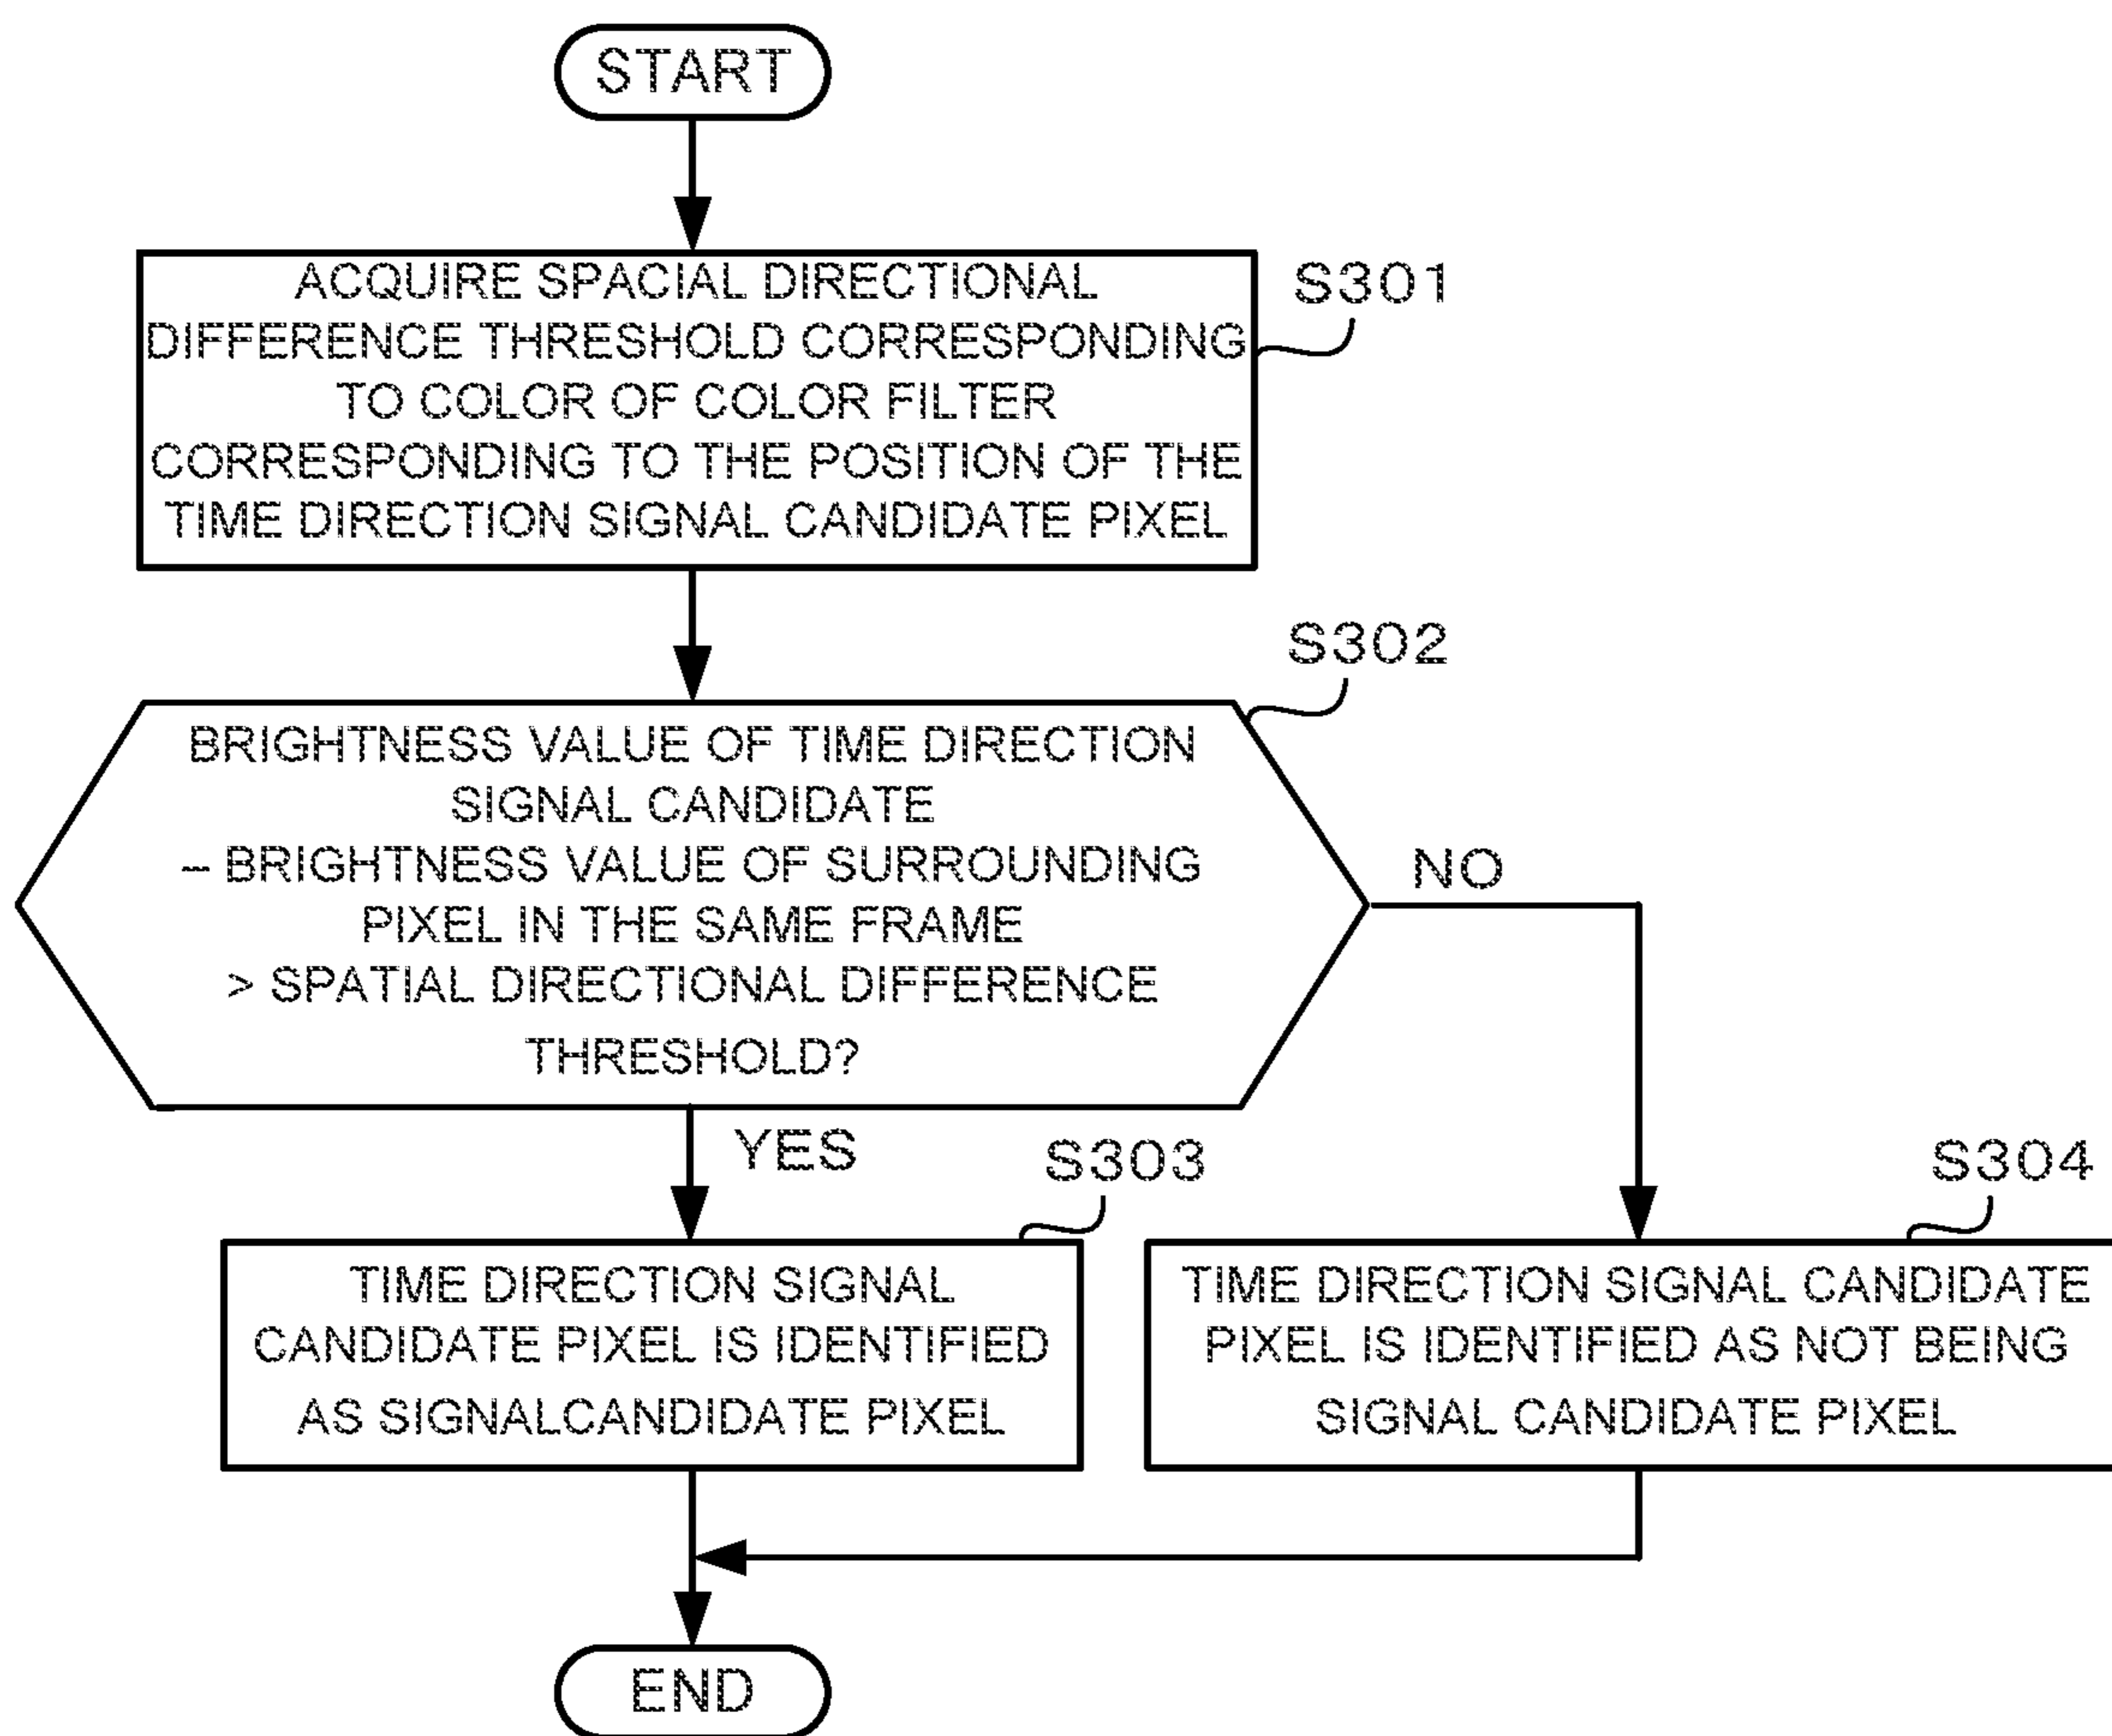 START
ACQUIRE SPACIAL DIRECTIONAL
DIFFERENCE THRESHOLD CORRESPONDING
TO COLOR OF COLOR FILTER
CORRESPONDING TO THE POSITION OF THE
TIME DIRECTION SIGNAL CANDIDATE PIXEL
S301
S302
BRIGHTNESS VALUE OF TIME DIRECTION
SIGNAL CANDIDATE
– BRIGHTNESS VALUE OF SURROUNDING
PIXEL IN THE SAME FRAME
> SPATIAL DIRECTIONAL DIFFERENCE
THRESHOLD?
NO
YES
S303
TIME DIRECTION SIGNAL
CANDIDATE PIXEL IS IDENTIFIED
AS SIGNALCANDIDATE PIXEL
S304
TIME DIRECTION SIGNAL CANDIDATE
PIXEL IS IDENTIFIED AS NOT BEING
SIGNAL CANDIDATE PIXEL
END